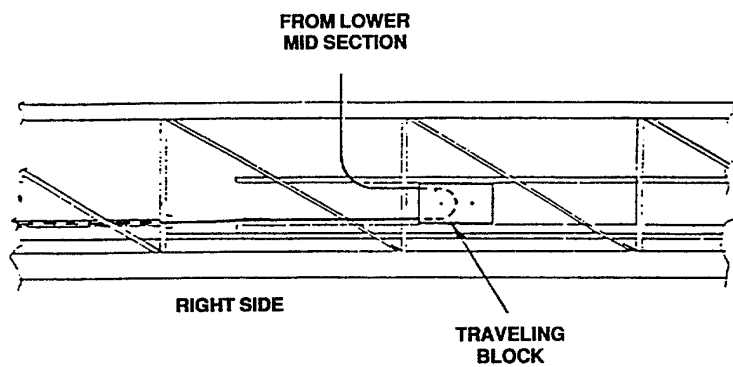 FROM LOWER
MID SECTION
RIGHT SIDE
TRAVELING
BLOCK